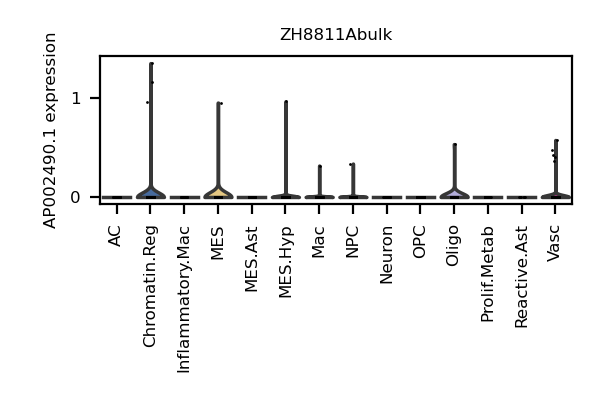 ZH8811Abulk
AP002490.1 expression
1
0
AC
Chromatin.Reg
Inflammatory.Mac
MES
MES.Ast
MES.Hyp
Mac
NPC
Neuron
OPC
Oligo
Prolif.Metab
Reactive.Ast
Vasc